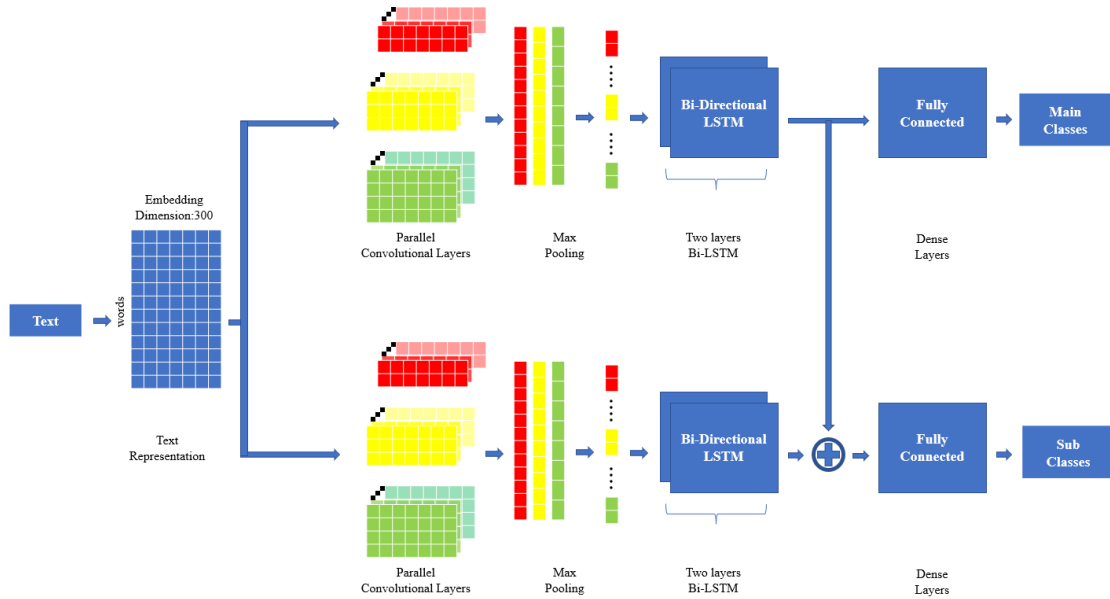 Text
Embedding
Dimension:300
words
Text
Representation
Parallel
Convolutional Layers
Max
Pooling
Bi-Directional
LSTM
Two layers
Bi-LSTM
Fully
Connected
Dense
Layers
Main
Classes
Parallel
Convolutional Layers
Max
Pooling
Bi-Directional
LSTM
Two layers
Bi-LSTM
Fully
Connected
Dense
Layers
Sub
Classes